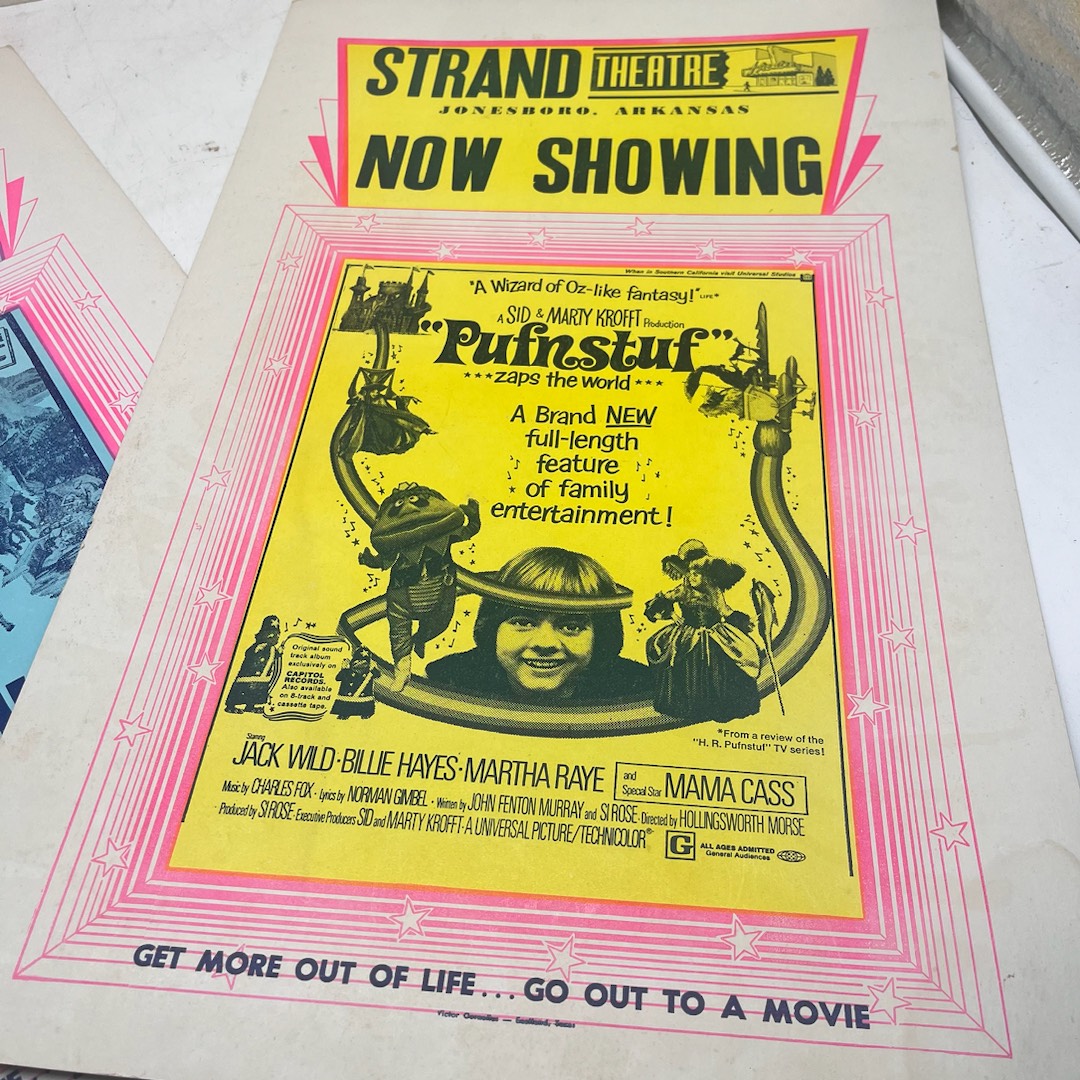 STRAND THEATRE
JONESBORO, ARKANSAS
NOW SHOWING
When in Southern California visit Universal Studios
"A Wizard of Oz-like fantasy!" LIFE*
A SID & MARTY KROFFT Production
"Pufnstuf"
zaps the world
A Brand NEW
full-length
feature
of family
entertainment!
Original sound
track album
exclusively on
CAPITOL
RECORDS.
Also available
on 8-track and
cassette tape.
*From a review of the
"H. R. Pufnstuf" TV series!
Starring
JACK WILD · BILLIE HAYES · MARTHA RAYE and Special Star MAMA CASS
Music by CHARLES FOX · Lyrics by NORMAN GIMBEL · Written by JOHN FENTON MURRAY and SI ROSE · Directed by HOLLINGSWORTH MORSE
Produced by SI ROSE · Executive Producers SID and MARTY KROFFT · A UNIVERSAL PICTURE/TECHNICOLOR®
G ALL AGES ADMITTED
General Audiences
GET MORE OUT OF LIFE... GO OUT TO A MOVIE
Victor Cornelius — Eastland, Texas